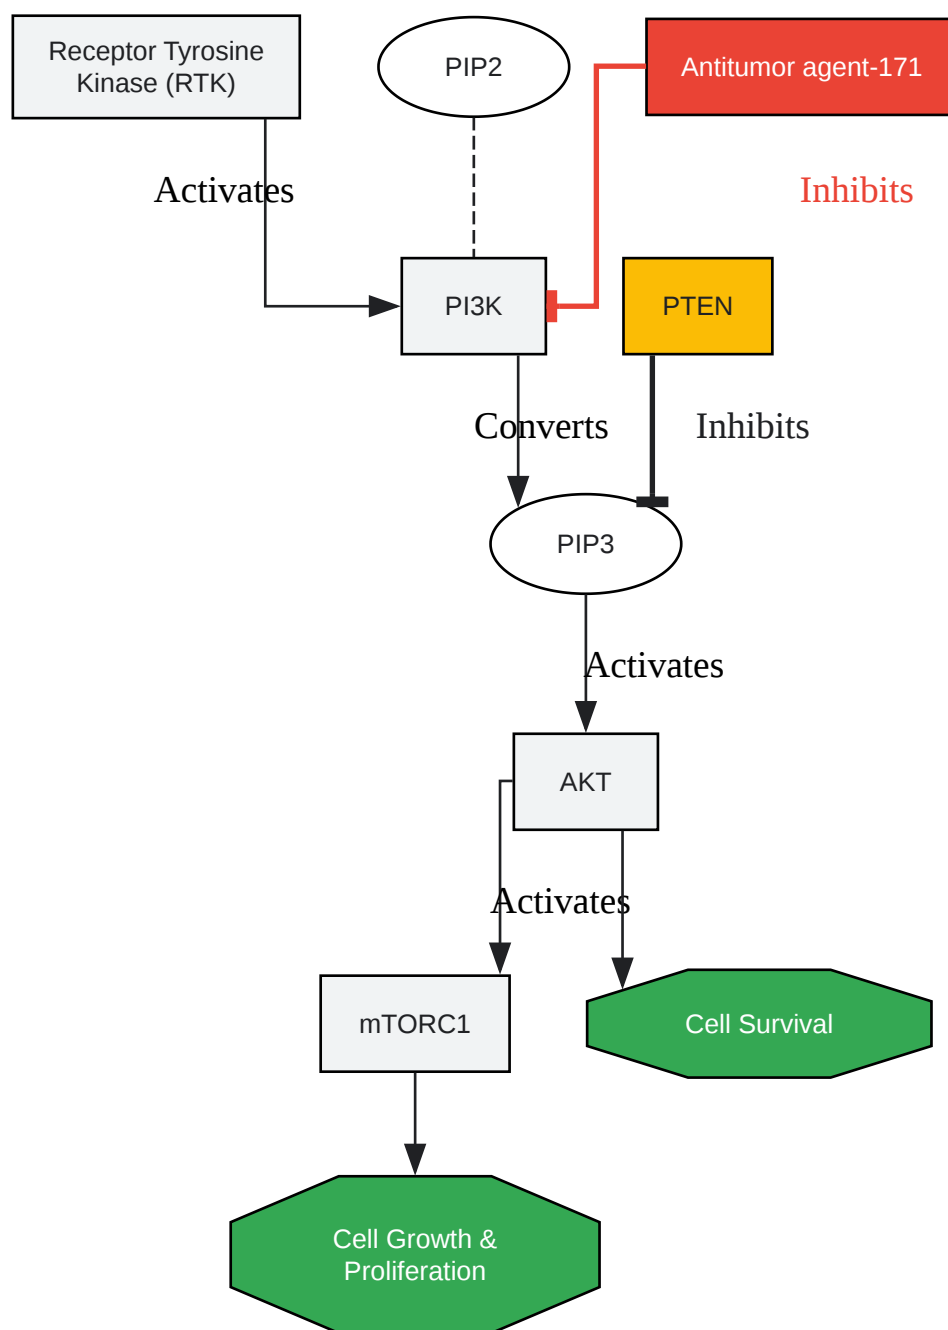 Receptor Tyrosine
Kinase (RTK)
PIP2
Antitumor agent-171
Activates
Inhibits
PI3K
PTEN
Converts
Inhibits
PIP3
Activates
AKT
Activates
mTORC1
Cell Survival
Cell Growth &
Proliferation